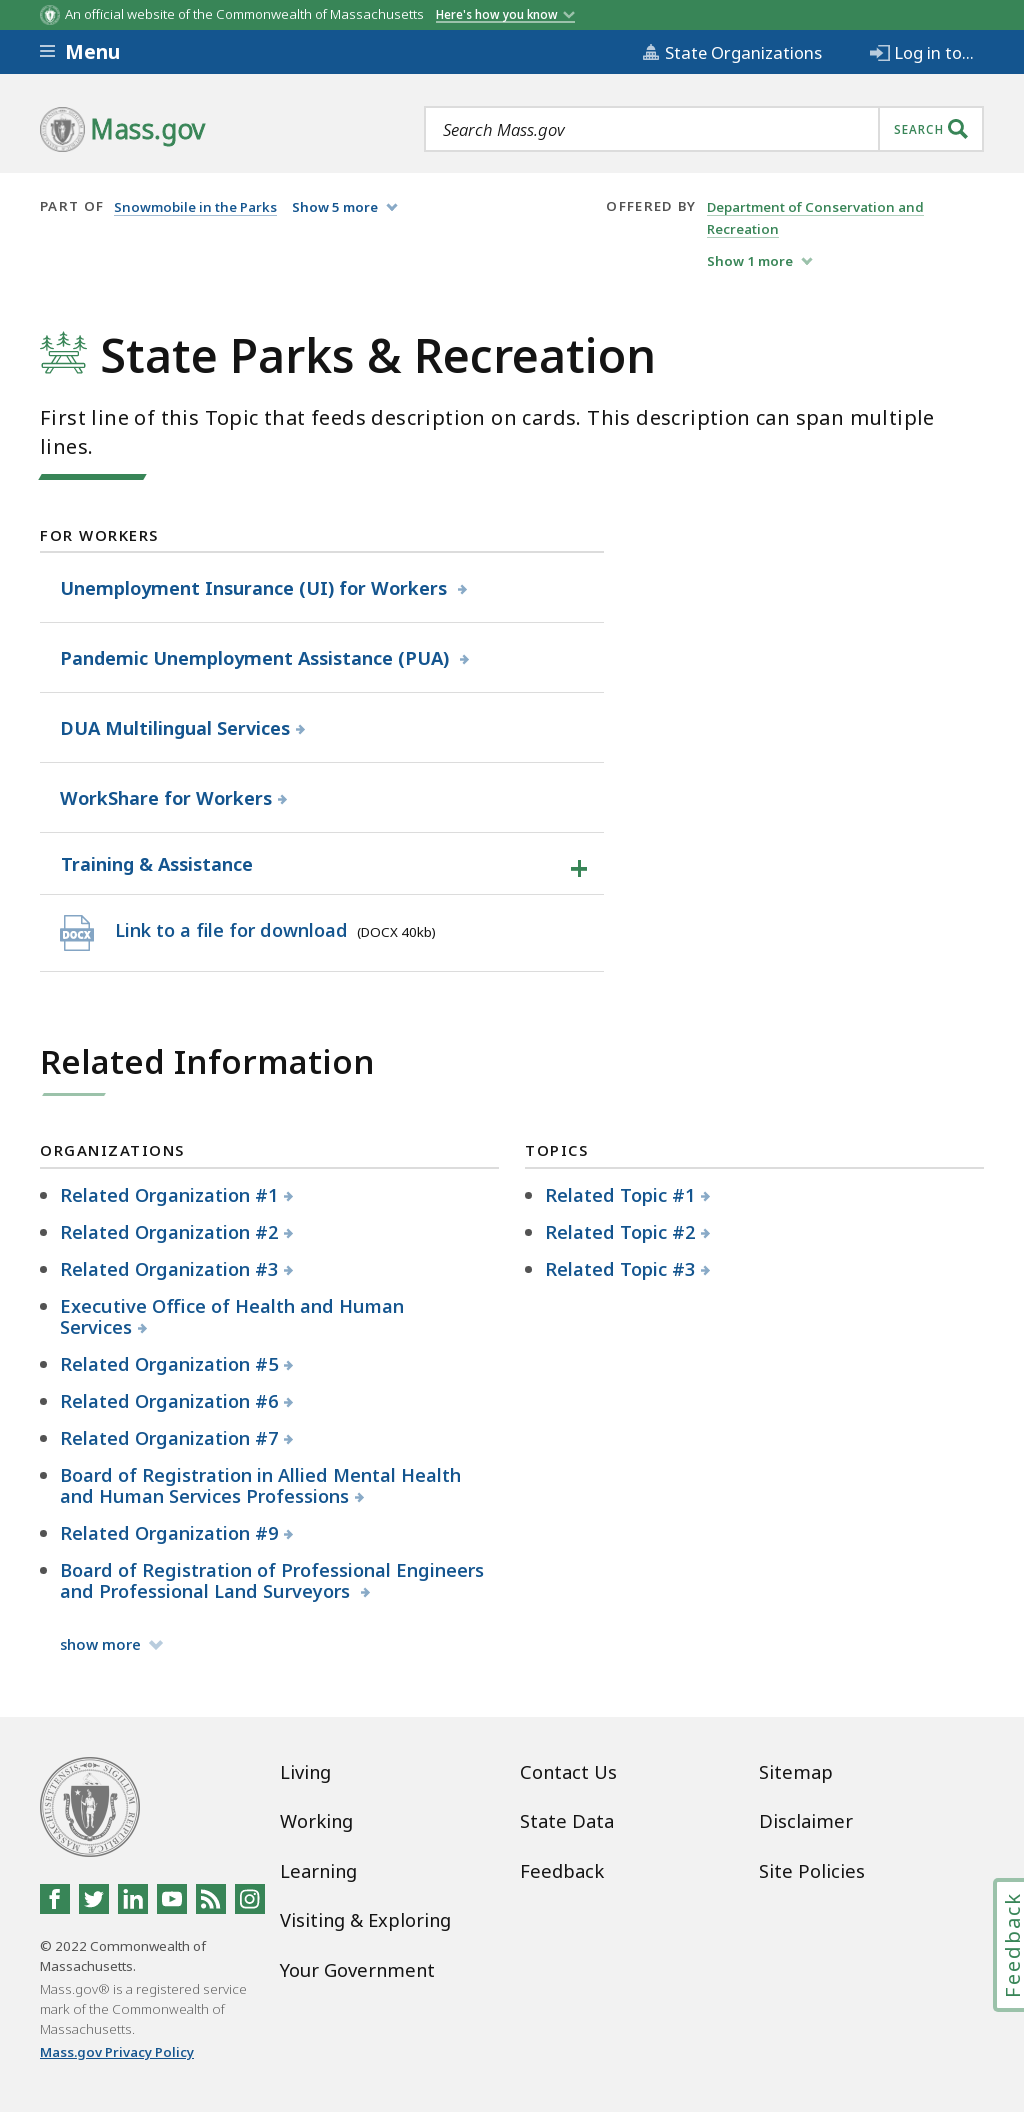 An official website of the Commonwealth of Massachusetts Here's how you know
Menu
State Organizations
Log in to...
Mass.gov
Search Mass.gov
SEARCH
PART OF Snowmobile in the Parks Show 5 more
OFFERED BY Department of Conservation and
Recreation
Show 1 more
State Parks & Recreation
First line of this Topic that feeds description on cards. This description can span multiple
lines.
FOR WORKERS
Unemployment Insurance (UI) for Workers
Pandemic Unemployment Assistance (PUA)
DUA Multilingual Services
WorkShare for Workers
Training & Assistance
DOCX Link to a file for download (DOCX 40kb)
Related Information
ORGANIZATIONS
Related Organization #1
Related Organization #2
Related Organization #3
Executive Office of Health and Human
Services
Related Organization #5
Related Organization #6
Related Organization #7
Board of Registration in Allied Mental Health
and Human Services Professions
Related Organization #9
Board of Registration of Professional Engineers
and Professional Land Surveyors
show more
TOPICS
Related Topic #1
Related Topic #2
Related Topic #3
SIGILLUM REIPUBLICÆ MASSACHUSETTENSIS
© 2022 Commonwealth of
Massachusetts.
Mass.gov® is a registered service
mark of the Commonwealth of
Massachusetts.
Mass.gov Privacy Policy
Living
Working
Learning
Visiting & Exploring
Your Government
Contact Us
State Data
Feedback
Sitemap
Disclaimer
Site Policies
Feedback